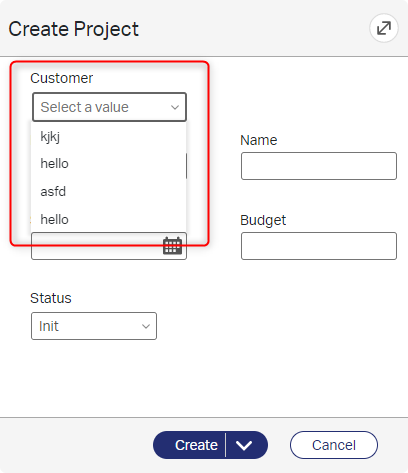 Create Project
Customer
Select a value
kjkj
hello
Name
asfd
hello
Budget
Status
Init
Create
Cancel